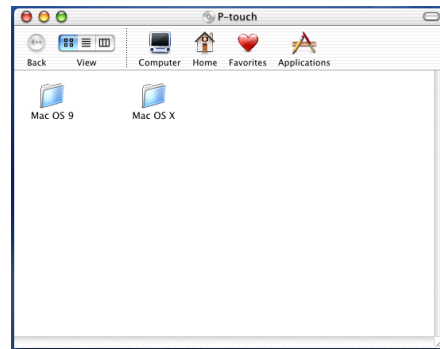 P-touch
Back View Computer Home Favorites Applications
Mac OS 9 Mac OS X